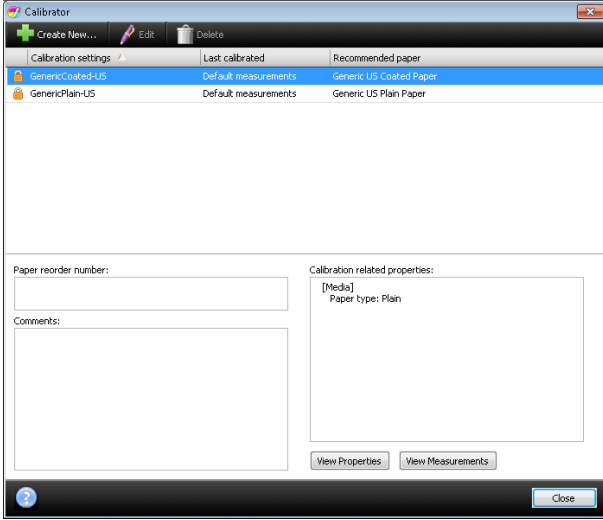 Calibrator
Create New... Edit Delete
Calibration settings Last calibrated Recommended paper
GenericCoated-US Default measurements Generic US Coated Paper
GenericPlain-US Default measurements Generic US Plain Paper
Paper reorder number: Calibration related properties:
[Media]
Paper type: Plain
Comments:
View Properties View Measurements
? Close